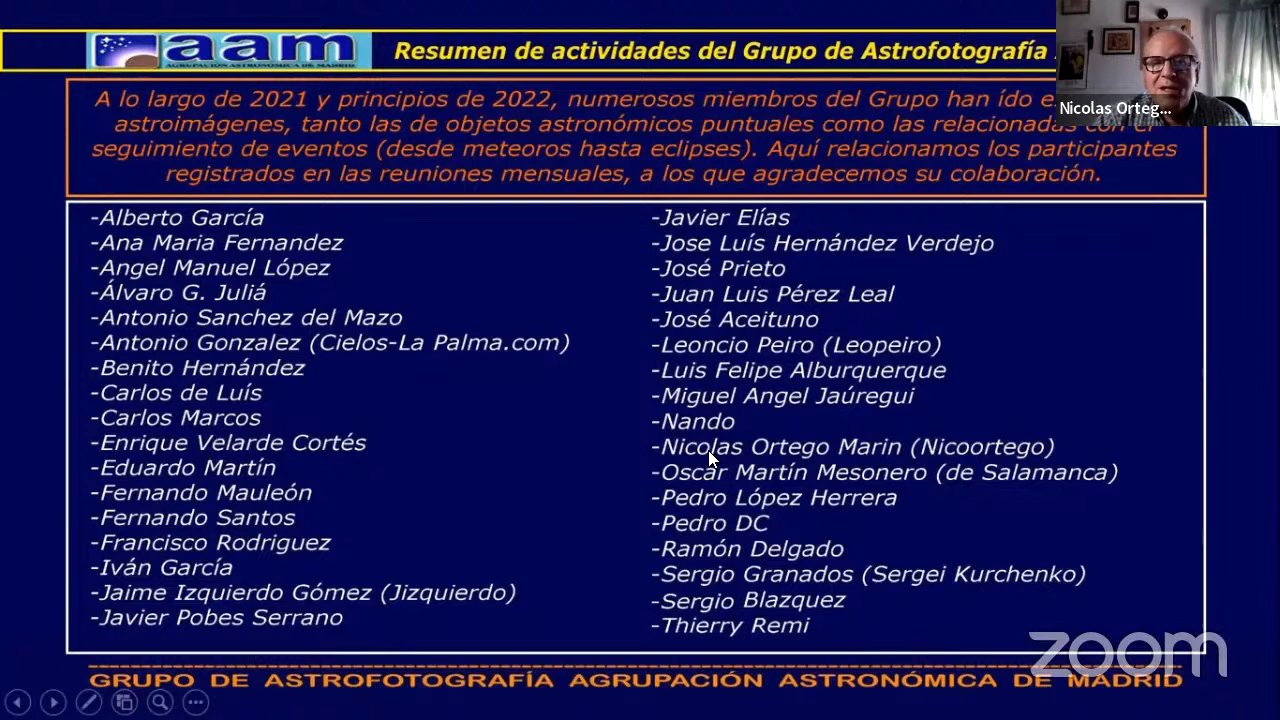 aam
AGRUPACIÓN ASTRONÓMICA DE MADRID
Resumen de actividades del Grupo de Astrofotografía
Nicolas Orteg...
A lo largo de 2021 y principios de 2022, numerosos miembros del Grupo han ído
astroimágenes, tanto las de objetos astronómicos puntuales como las relacionadas con el
seguimiento de eventos (desde meteoros hasta eclipses). Aquí relacionamos los participantes
registrados en las reuniones mensuales, a los que agradecemos su colaboración.
-Alberto García
-Ana Maria Fernandez
-Angel Manuel López
-Álvaro G. Juliá
-Antonio Sanchez del Mazo
-Antonio Gonzalez (Cielos-La Palma.com)
-Benito Hernández
-Carlos de Luís
-Carlos Marcos
-Enrique Velarde Cortés
-Eduardo Martín
-Fernando Mauleón
-Fernando Santos
-Francisco Rodriguez
-Iván García
-Jaime Izquierdo Gómez (Jizquierdo)
-Javier Pobes Serrano
-Javier Elías
-Jose Luís Hernández Verdejo
-José Prieto
-Juan Luis Pérez Leal
-José Aceituno
-Leoncio Peiro (Leopeiro)
-Luis Felipe Alburquerque
-Miguel Angel Jaúregui
-Nando
-Nicolas Ortego Marin (Nicoortego)
-Oscar Martín Mesonero (de Salamanca)
-Pedro López Herrera
-Pedro DC
-Ramón Delgado
-Sergio Granados (Sergei Kurchenko)
-Sergio Blazquez
-Thierry Remi
zoom
GRUPO DE ASTROFOTOGRAFÍA AGRUPACIÓN ASTRONÓMICA DE MADRID